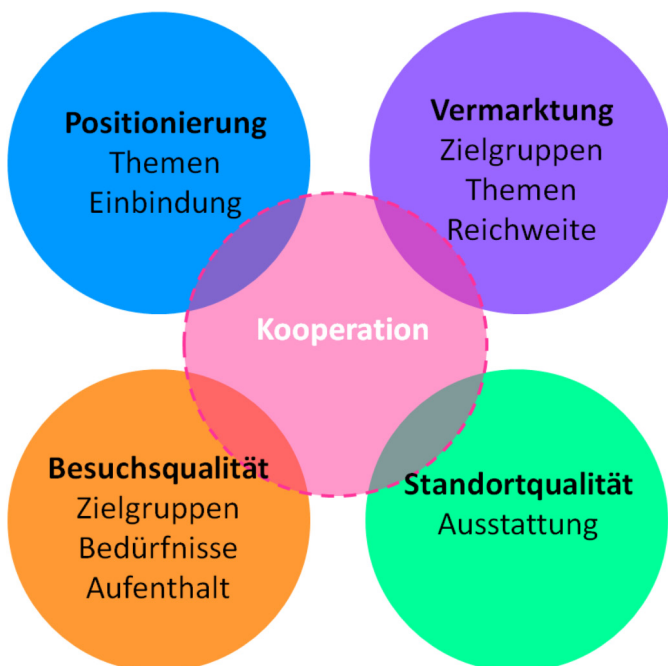 Positionierung
Themen
Einbindung
Vermarktung
Zielgruppen
Themen
Reichweite
Kooperation
Besuchsqualität
Zielgruppen
Bedürfnisse
Aufenthalt
Standortqualität
Ausstattung